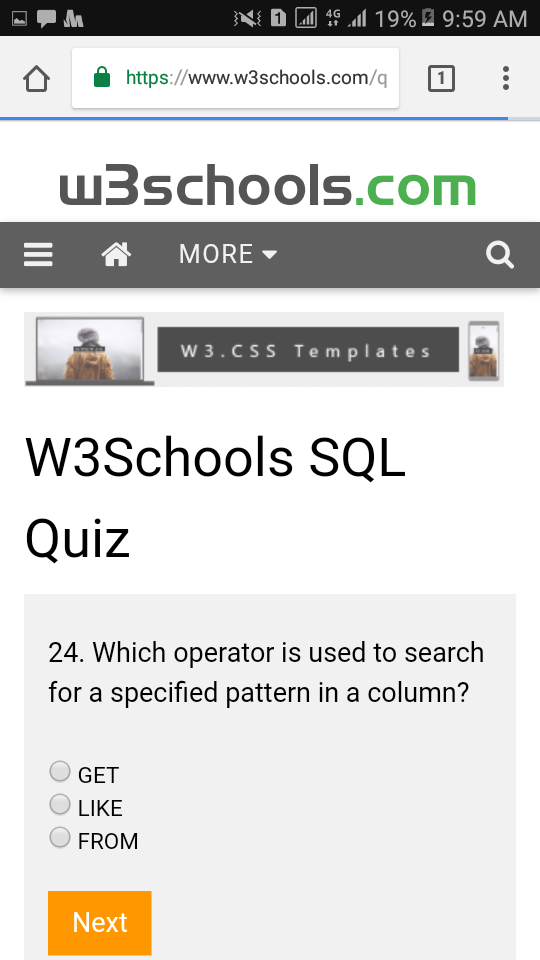 4G 19% 9:59 AM
https://www.w3schools.com/q
1
w3schools.com
MORE
W3.CSS Templates
W3Schools SQL
Quiz
24. Which operator is used to search
for a specified pattern in a column?
GET
LIKE
FROM
Next